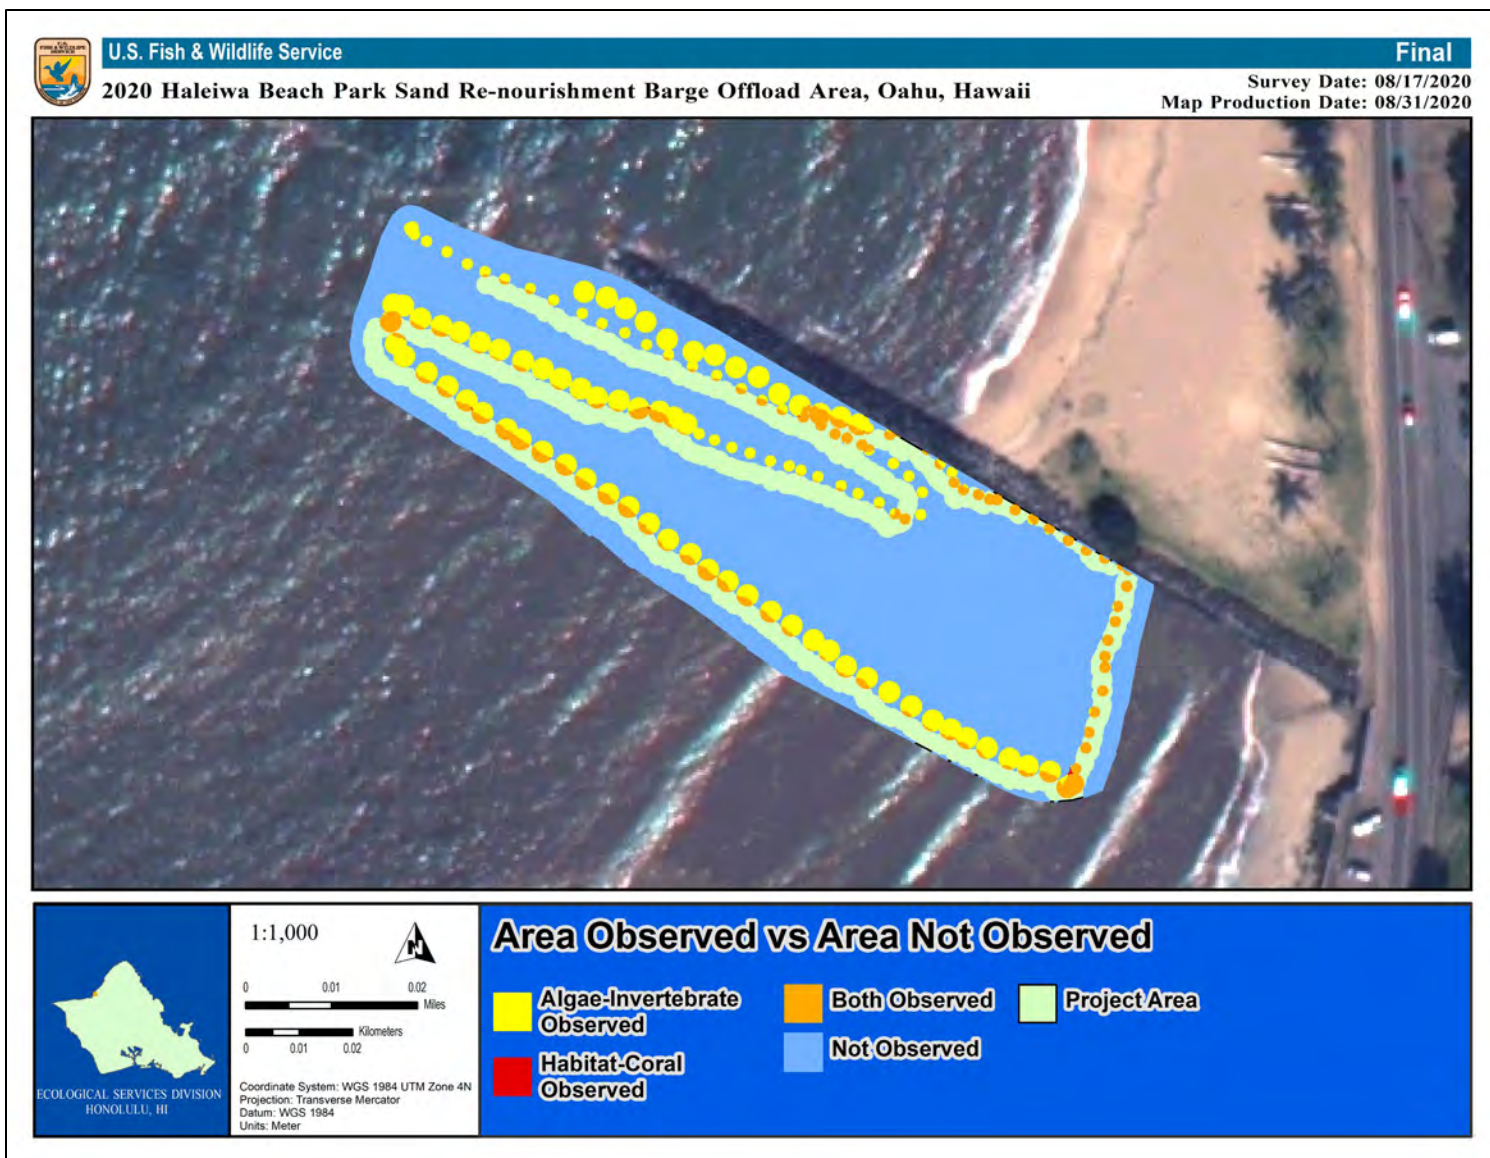 U.S.
FISH & WILDLIFE
SERVICE
U.S. Fish & Wildlife Service
Final
2020 Haleiwa Beach Park Sand Re-nourishment Barge Offload Area, Oahu, Hawaii
Survey Date: 08/17/2020
Map Production Date: 08/31/2020
ECOLOGICAL SERVICES DIVISION
HONOLULU, HI
1:1,000
N
0 0.01 0.02
Miles
Kilometers
0 0.01 0.02
Coordinate System: WGS 1984 UTM Zone 4N
Projection: Transverse Mercator
Datum: WGS 1984
Units: Meter
Area Observed vs Area Not Observed
Algae-Invertebrate
Observed
Habitat-Coral
Observed
Both Observed
Not Observed
Project Area